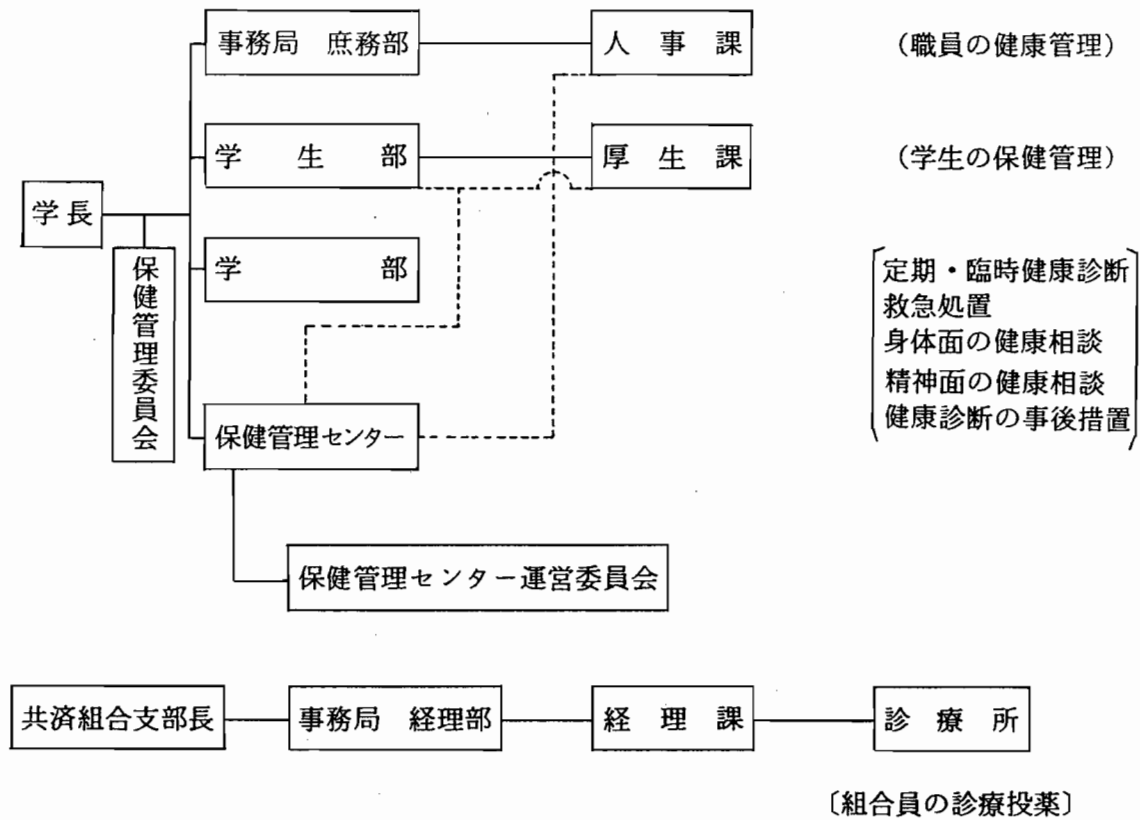 事務局 庶務部
人事課
(職員の健康管理)
学生部
厚生課
(学生の保健管理)
学長
保健管理委員会
学部
定期・臨時健康診断
救急処置
身体面の健康相談
精神面の健康相談
健康診断の事後措置
保健管理センター
保健管理センター運営委員会
共済組合支部長
事務局 経理部
経理課
診療所
〔組合員の診療投薬〕